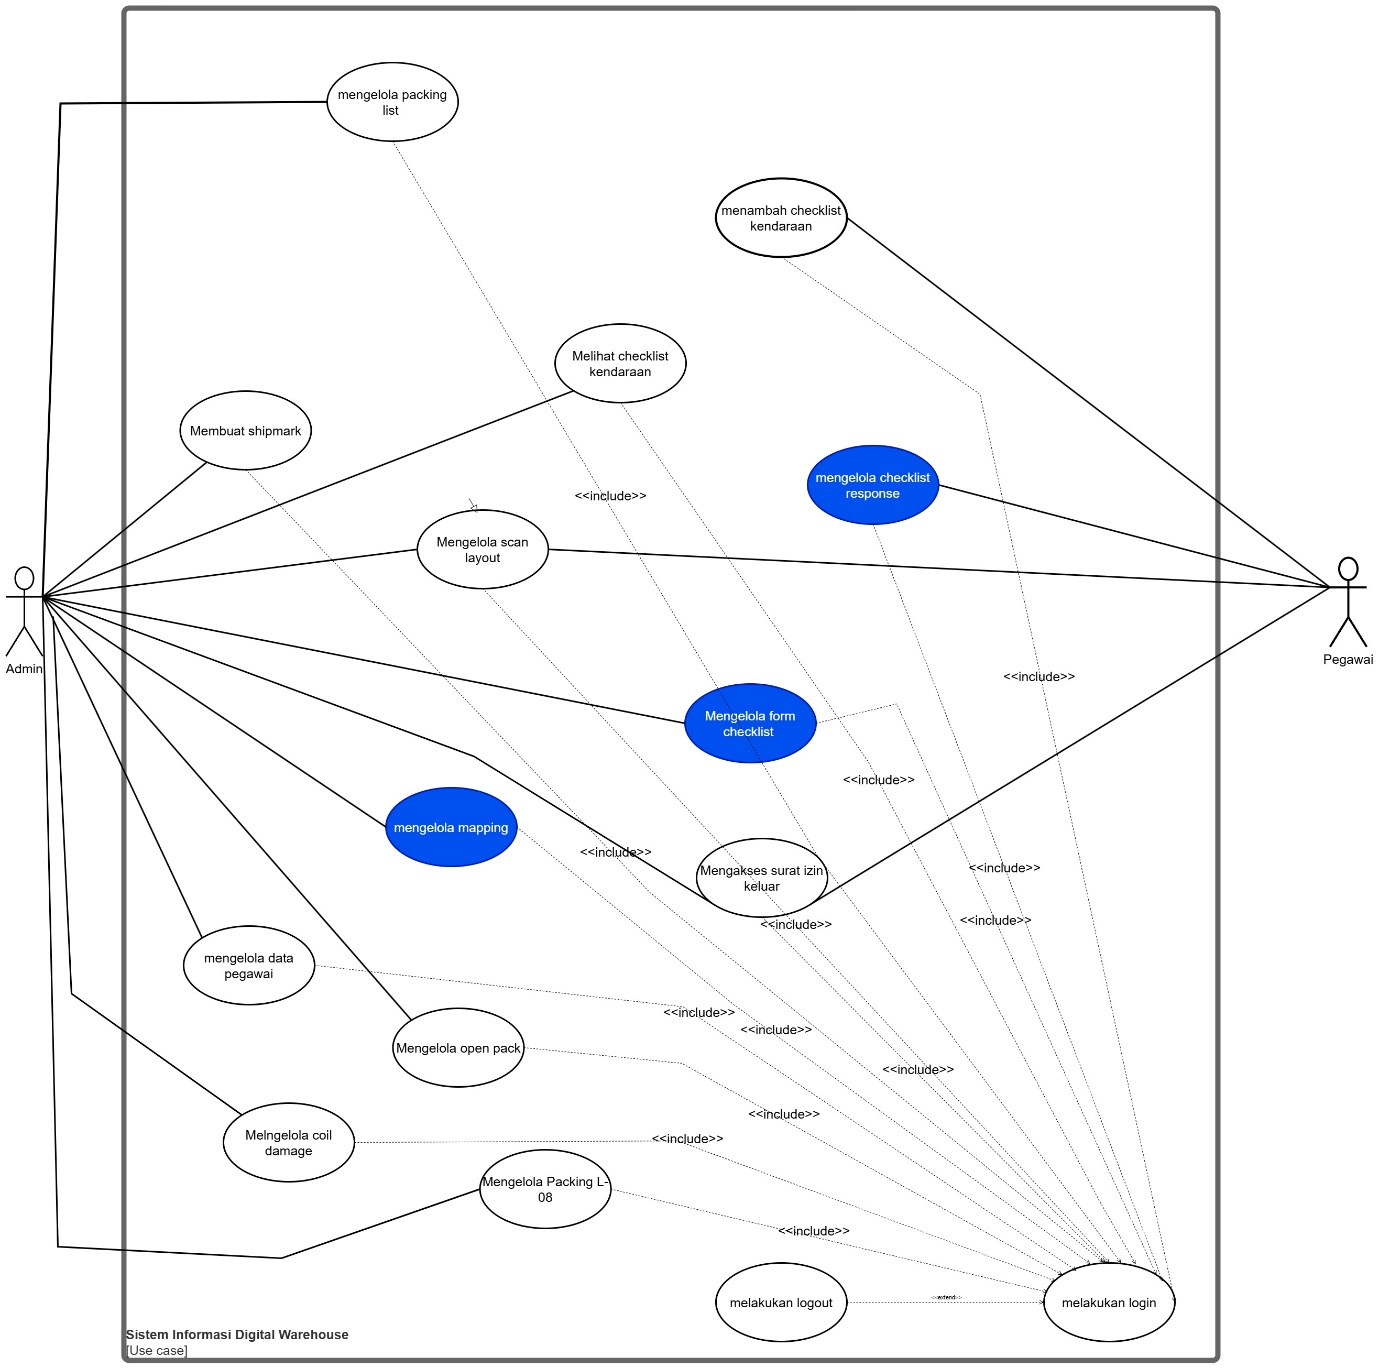 mengelola packing
list
menambah checklist
kendaraan
Melihat checklist
kendaraan
Membuat shipmark
mengelola checklist
response
<<include>>
Mengelola scan
layout
Admin
Pegawai
<<include>>
Mengelola form
checklist
<<include>>
mengelola mapping
<<include>>
Mengakses surat izin
keluar
<<include>>
<<include>>
<<include>>
mengelola data
pegawai
<<include>>
<<include>>
Mengelola open pack
<<include>>
<<include>>
Melngelola coil
damage
<<include>>
Mengelola Packing L-
08
<<include>>
melakukan logout
<<extend>>
melakukan login
Sistem Informasi Digital Warehouse
[Use case]